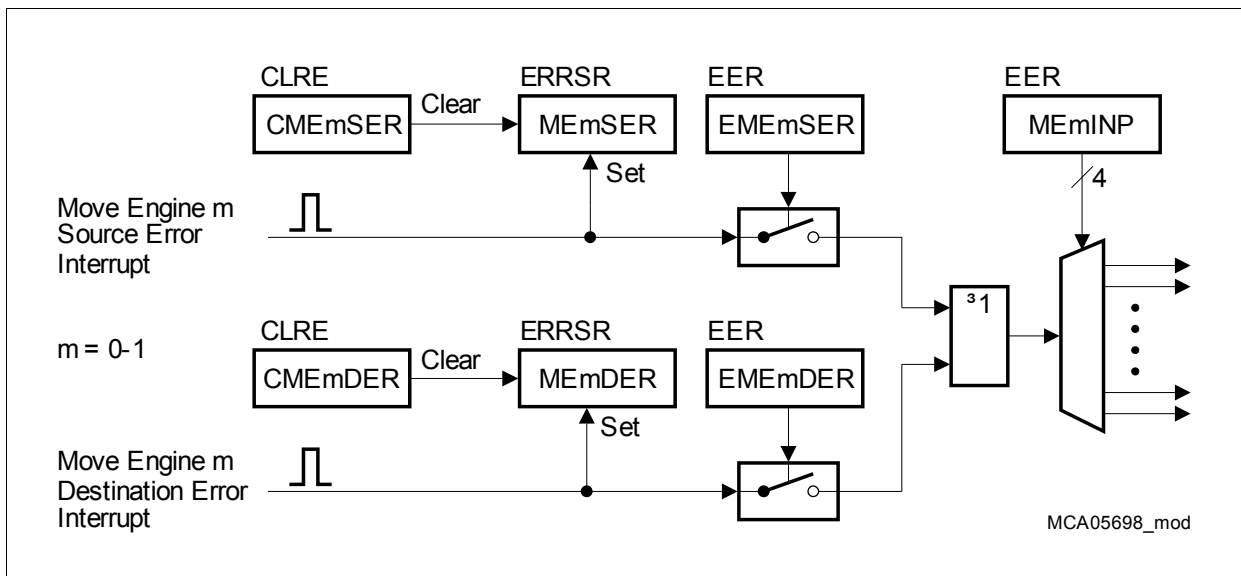 CLRE
ERRSR
EER
EER
CMEmSER
Clear
MEmSER
EMEmSER
MEmINP
Set
4
Move Engine m
Source Error
Interrupt
³1
CLRE
ERRSR
EER
m = 0-1
CMEmDER
Clear
MEmDER
EMEmDER
Set
Move Engine m
Destination Error
Interrupt
MCA05698_mod